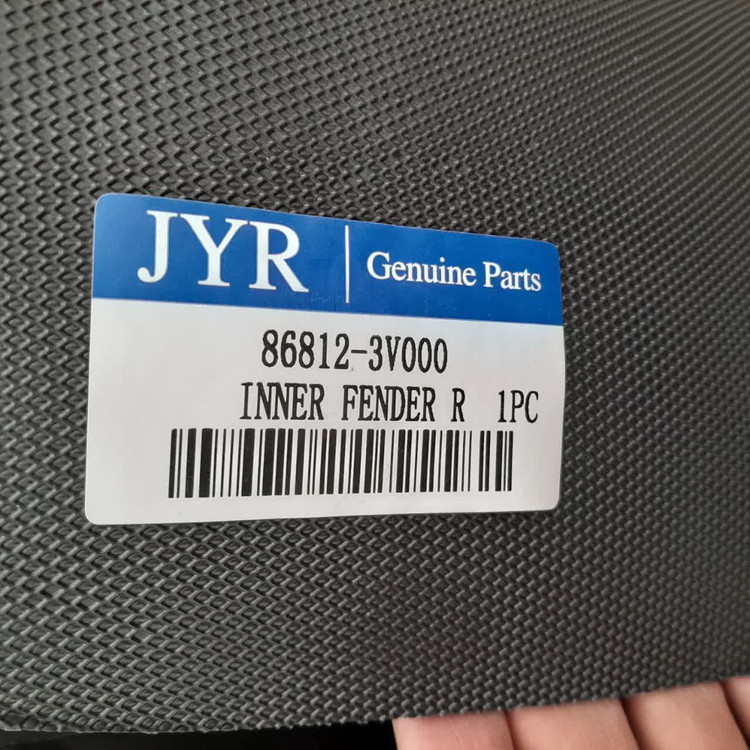 JYR | Genuine Parts
86812-3V000
INNER FENDER R 1PC